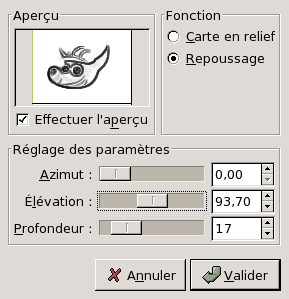 Aperçu
Effectuer l'aperçu
Fonction
Carte en relief
Repoussage
Réglage des paramètres
Azimut : 0,00
Élévation : 93,70
Profondeur : 17
Annuler
Valider